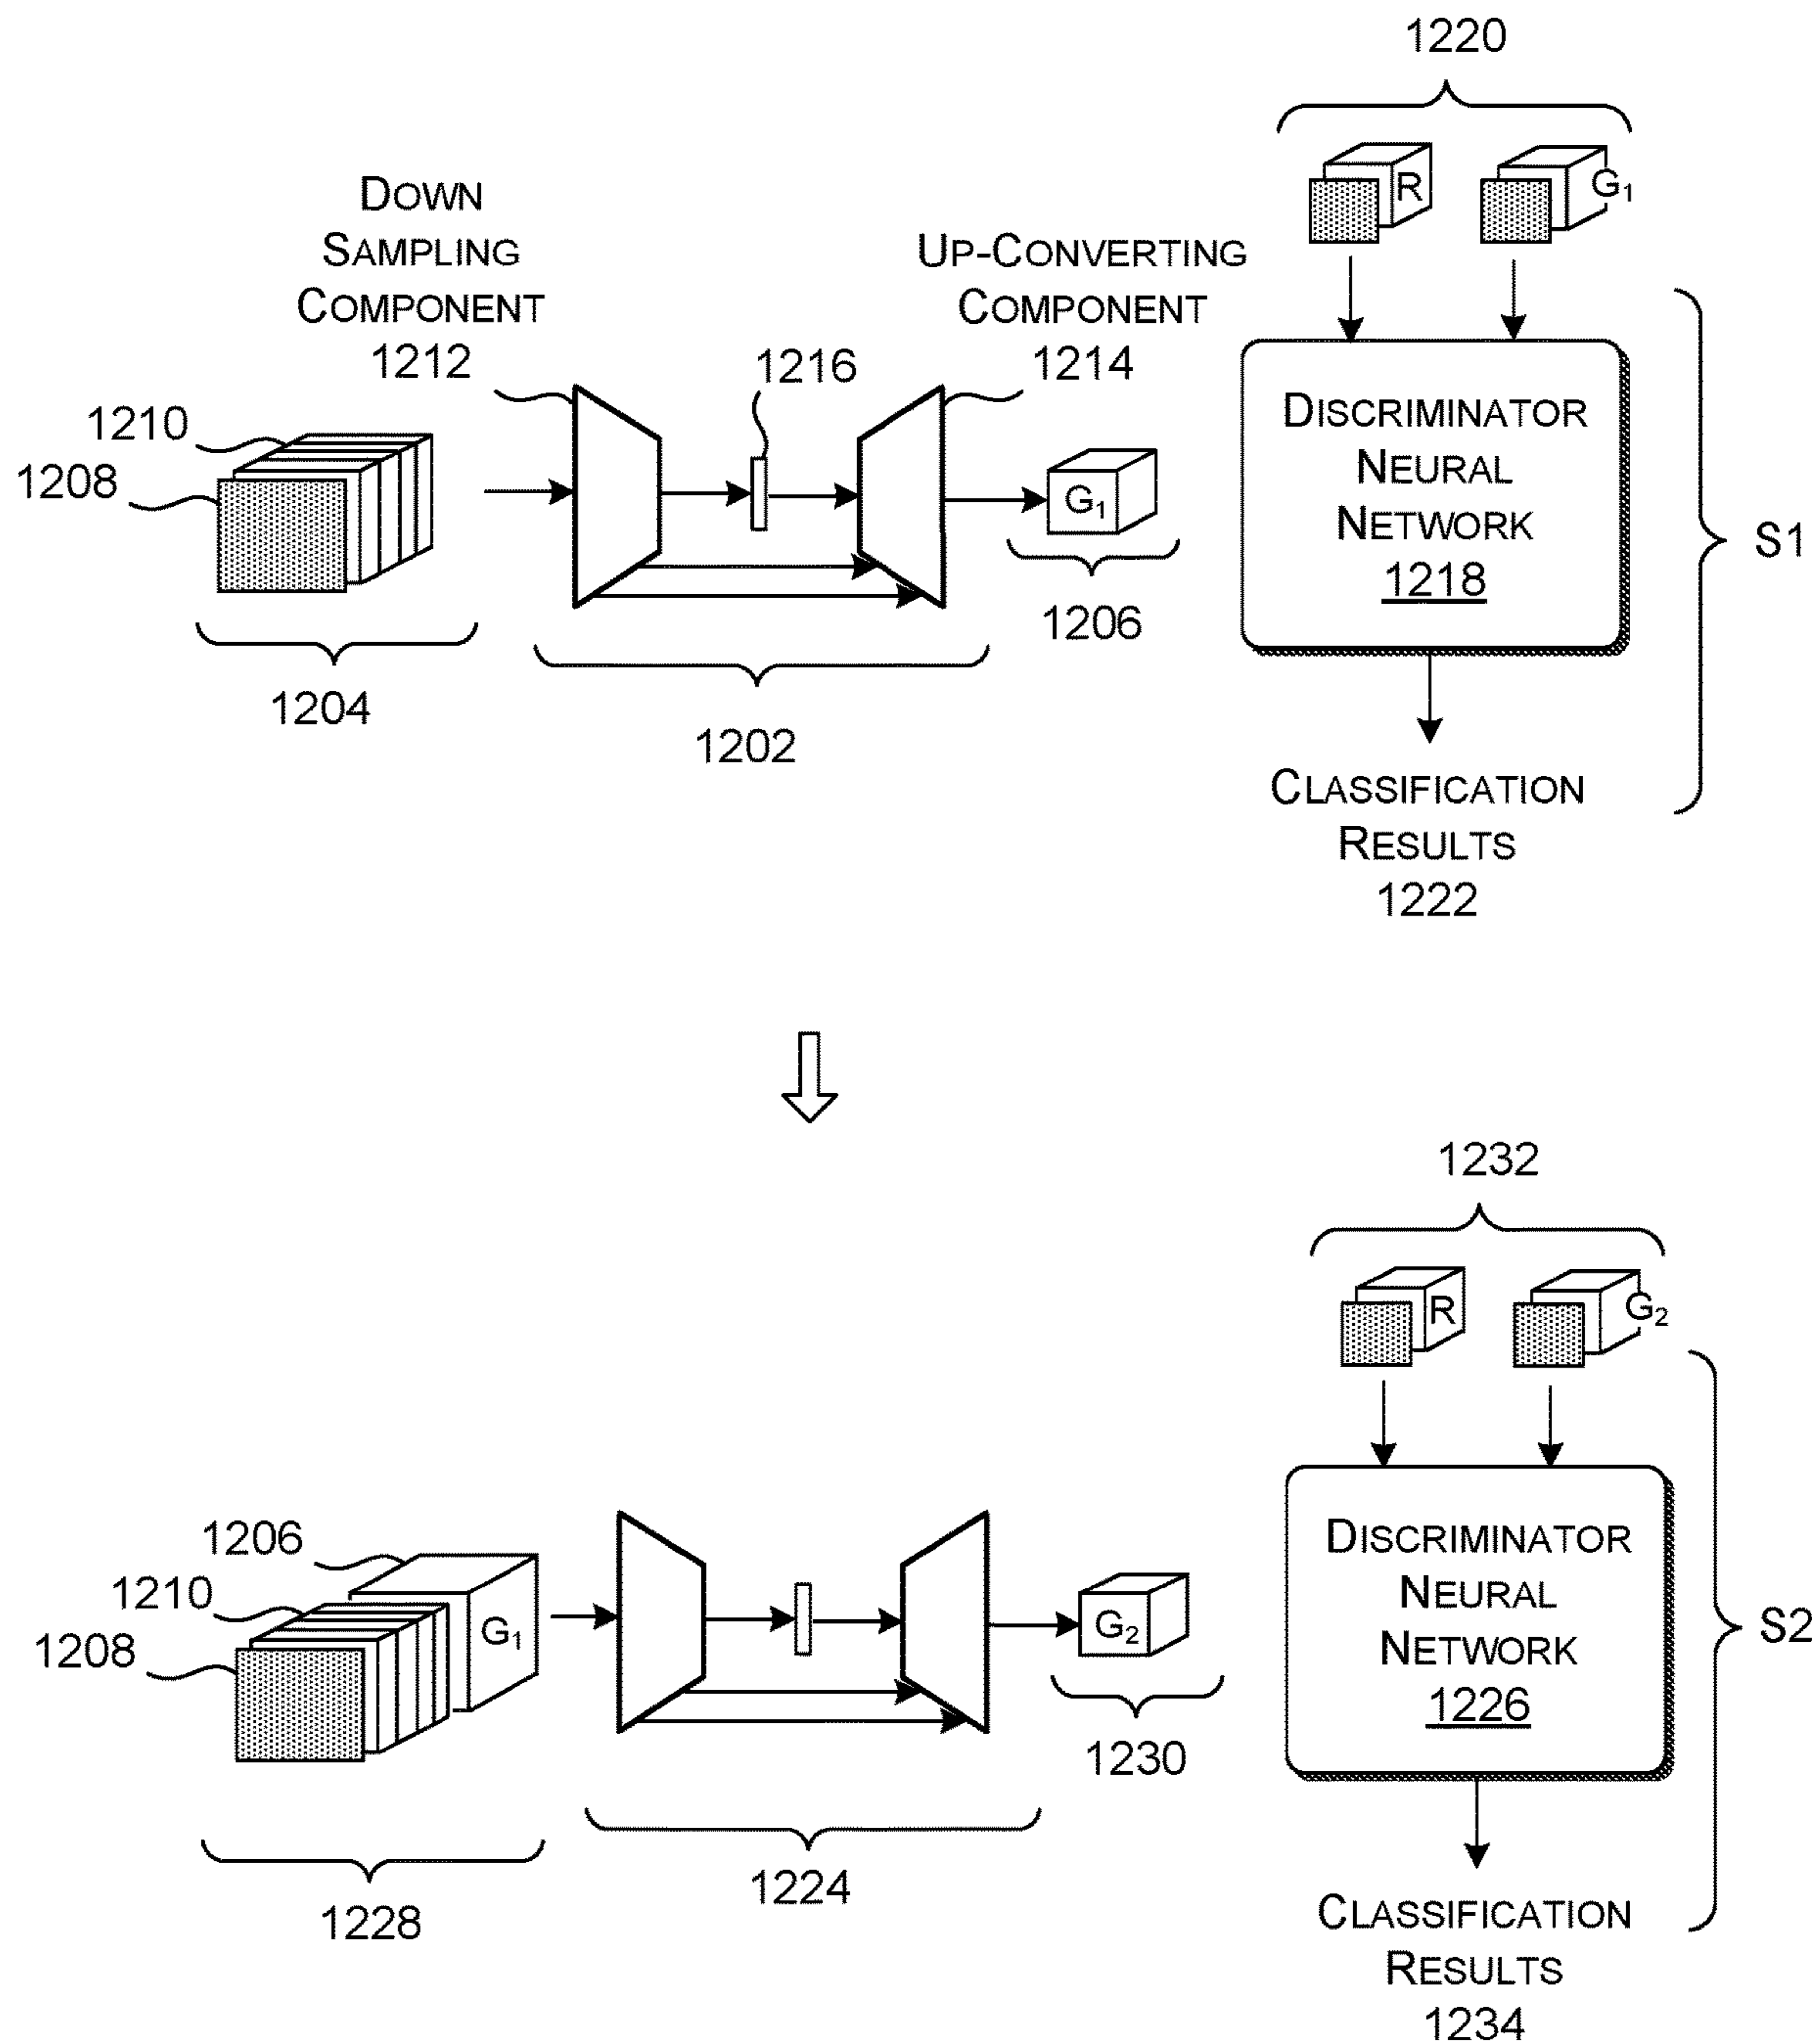 1220
R
G1
DOWN
SAMPLING
COMPONENT
1212
UP-CONVERTING
COMPONENT
1214
1216
1210
1208
G1
1206
1204
1202
DISCRIMINATOR
NEURAL
NETWORK
1218
S1
CLASSIFICATION
RESULTS
1222
1232
R
G2
1206
1210
1208
G1
G2
1230
1228
1224
DISCRIMINATOR
NEURAL
NETWORK
1226
S2
CLASSIFICATION
RESULTS
1234